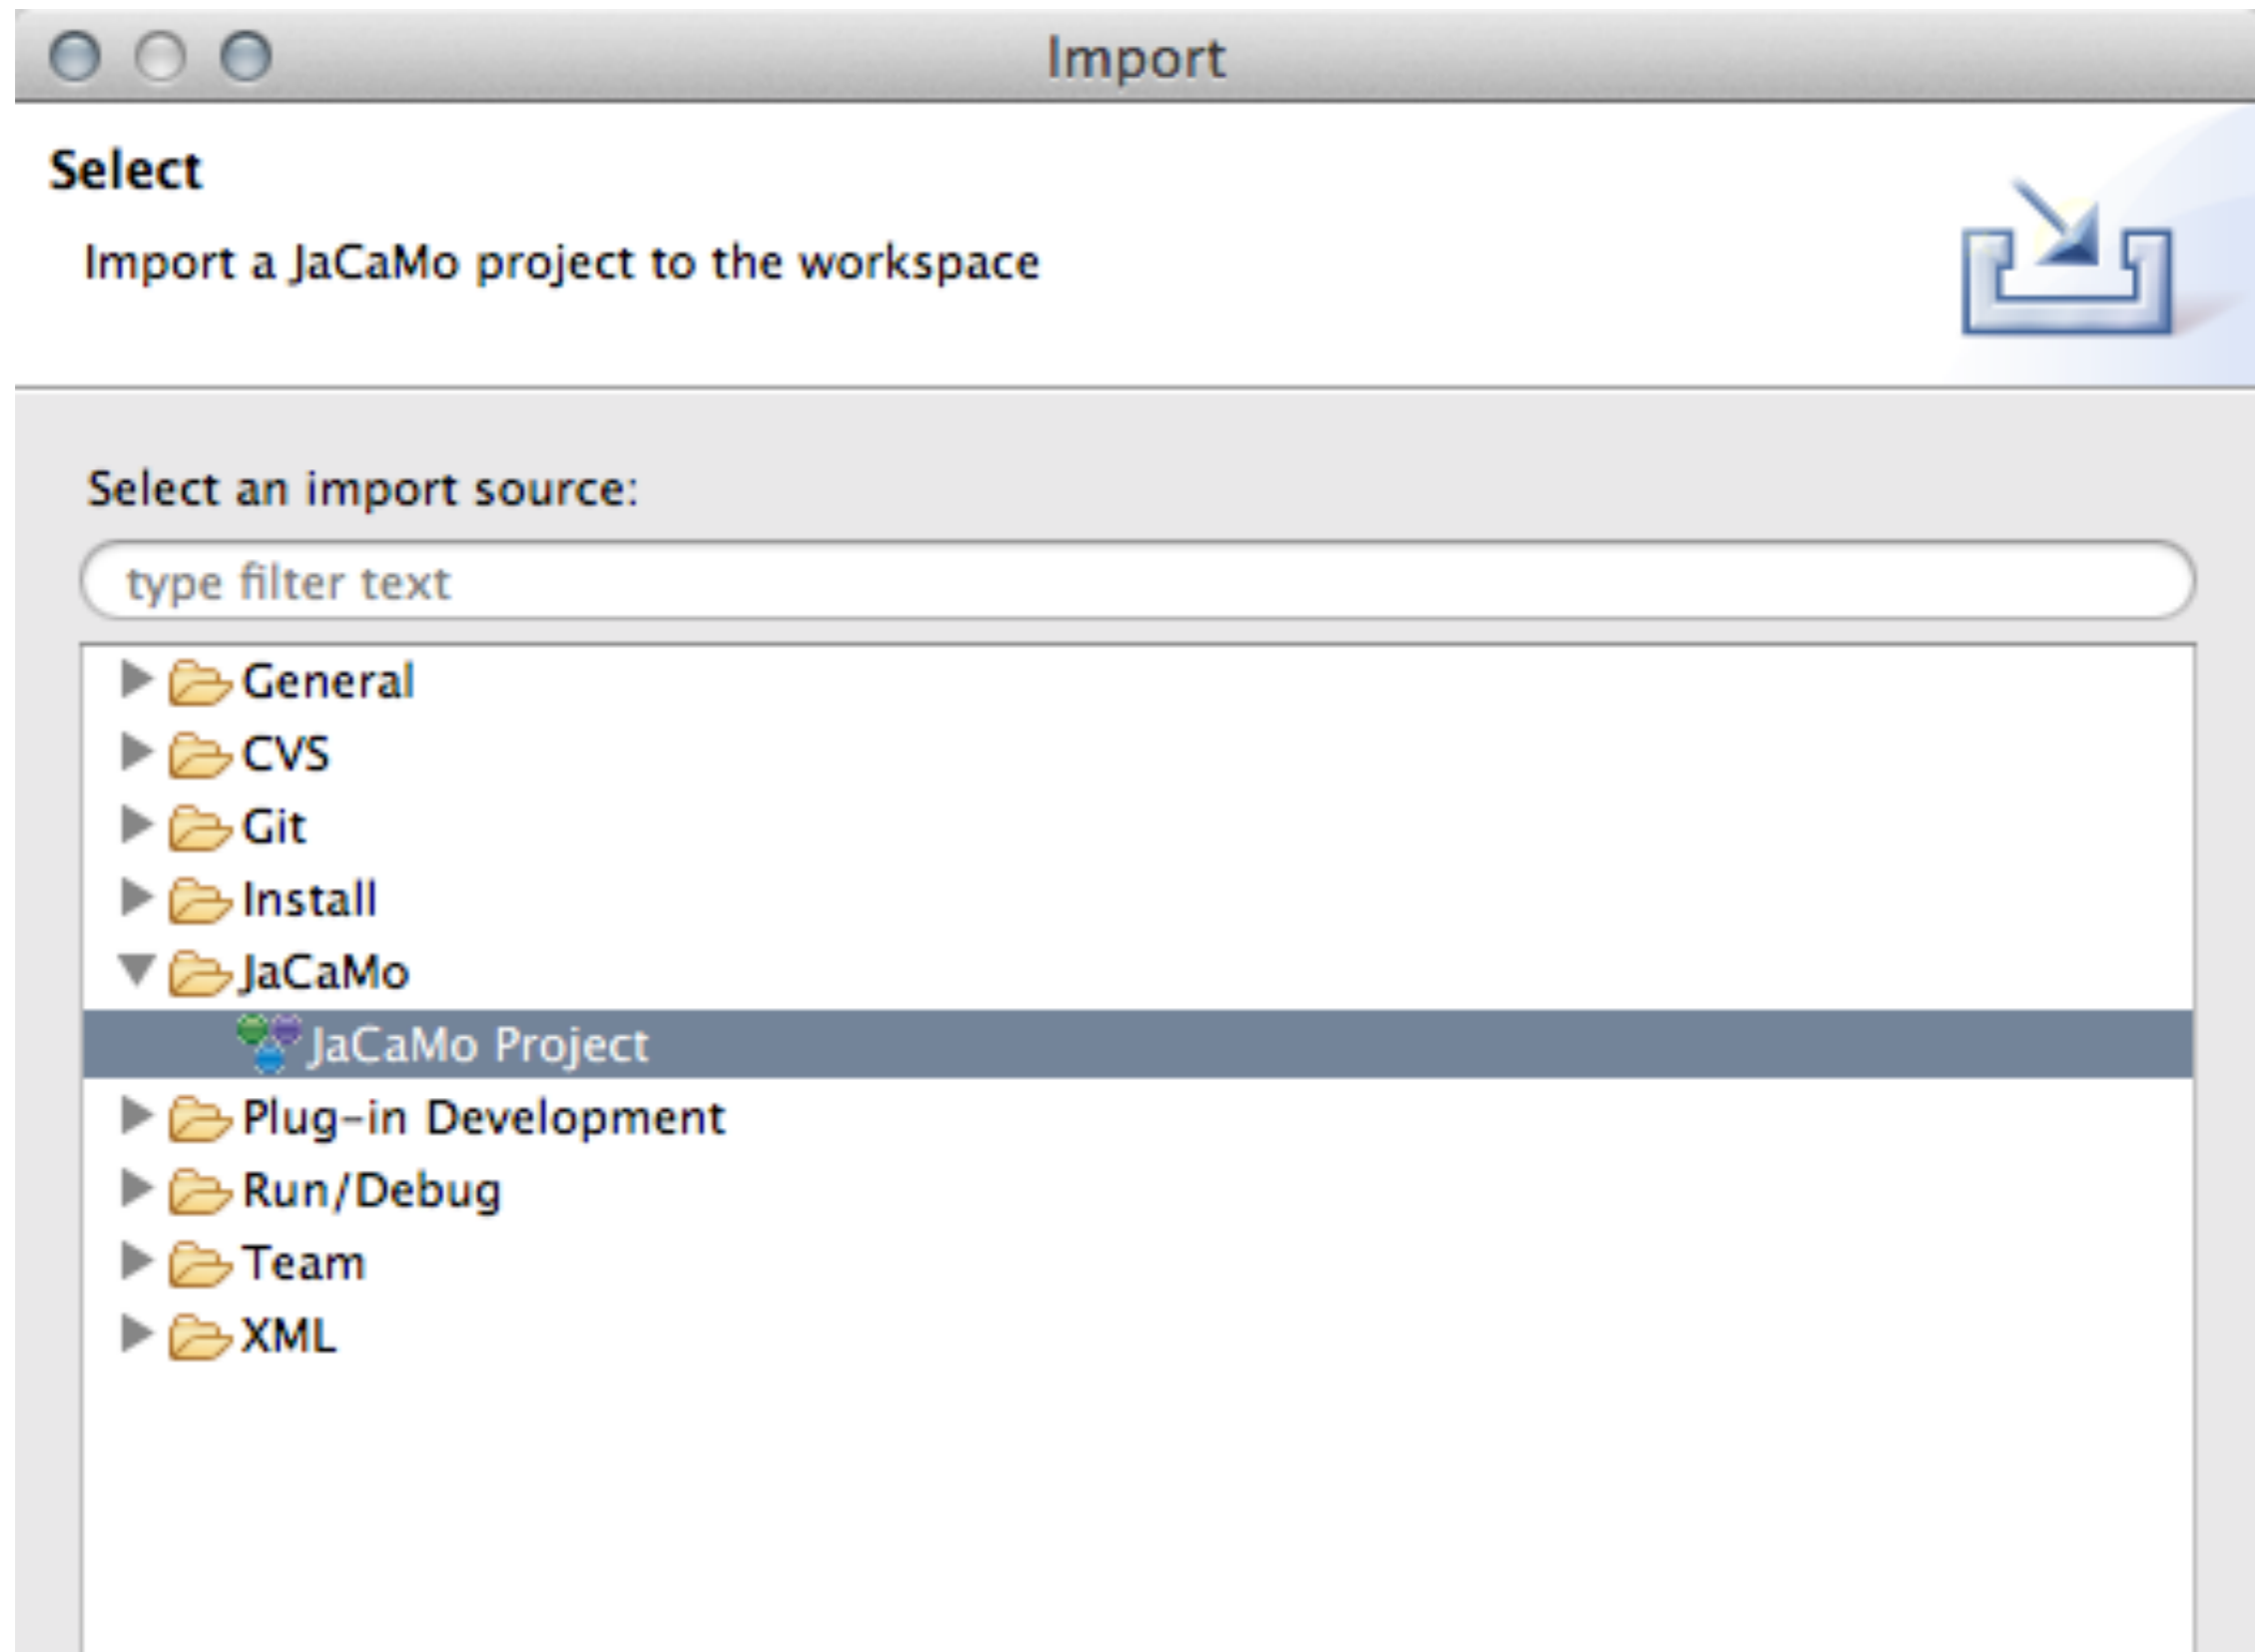 Import
Select
Import a JaCaMo project to the workspace
Select an import source:
type filter text
General
CVS
Git
Install
JaCaMo
JaCaMo Project
Plug-in Development
Run/Debug
Team
XML